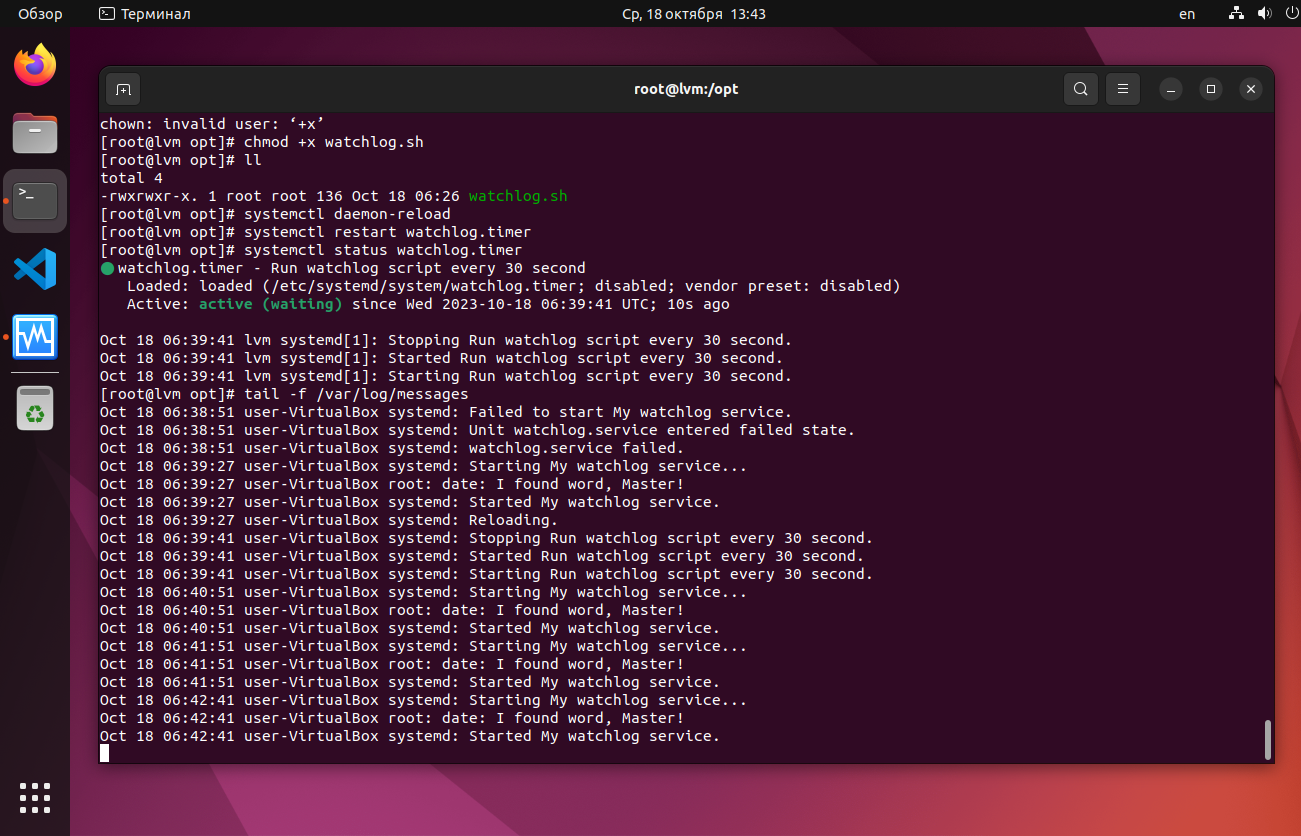 Обзор
Терминал
Ср, 18 октября 13:43
en
root@lvm:/opt
chown: invalid user: ‘+x’
[root@lvm opt]# chmod +x watchlog.sh
[root@lvm opt]# ll
total 4
-rwxrwxr-x. 1 root root 136 Oct 18 06:26 watchlog.sh
[root@lvm opt]# systemctl daemon-reload
[root@lvm opt]# systemctl restart watchlog.timer
[root@lvm opt]# systemctl status watchlog.timer
● watchlog.timer - Run watchlog script every 30 second
Loaded: loaded (/etc/systemd/system/watchlog.timer; disabled; vendor preset: disabled)
Active: active (waiting) since Wed 2023-10-18 06:39:41 UTC; 10s ago
Oct 18 06:39:41 lvm systemd[1]: Stopping Run watchlog script every 30 second.
Oct 18 06:39:41 lvm systemd[1]: Started Run watchlog script every 30 second.
Oct 18 06:39:41 lvm systemd[1]: Starting Run watchlog script every 30 second.
[root@lvm opt]# tail -f /var/log/messages
Oct 18 06:38:51 user-VirtualBox systemd: Failed to start My watchlog service.
Oct 18 06:38:51 user-VirtualBox systemd: Unit watchlog.service entered failed state.
Oct 18 06:38:51 user-VirtualBox systemd: watchlog.service failed.
Oct 18 06:39:27 user-VirtualBox systemd: Starting My watchlog service...
Oct 18 06:39:27 user-VirtualBox root: date: I found word, Master!
Oct 18 06:39:27 user-VirtualBox systemd: Started My watchlog service.
Oct 18 06:39:27 user-VirtualBox systemd: Reloading.
Oct 18 06:39:41 user-VirtualBox systemd: Stopping Run watchlog script every 30 second.
Oct 18 06:39:41 user-VirtualBox systemd: Started Run watchlog script every 30 second.
Oct 18 06:39:41 user-VirtualBox systemd: Starting Run watchlog script every 30 second.
Oct 18 06:40:51 user-VirtualBox systemd: Starting My watchlog service...
Oct 18 06:40:51 user-VirtualBox root: date: I found word, Master!
Oct 18 06:40:51 user-VirtualBox systemd: Started My watchlog service.
Oct 18 06:41:51 user-VirtualBox systemd: Starting My watchlog service...
Oct 18 06:41:51 user-VirtualBox root: date: I found word, Master!
Oct 18 06:41:51 user-VirtualBox systemd: Started My watchlog service.
Oct 18 06:42:41 user-VirtualBox systemd: Starting My watchlog service...
Oct 18 06:42:41 user-VirtualBox root: date: I found word, Master!
Oct 18 06:42:41 user-VirtualBox systemd: Started My watchlog service.